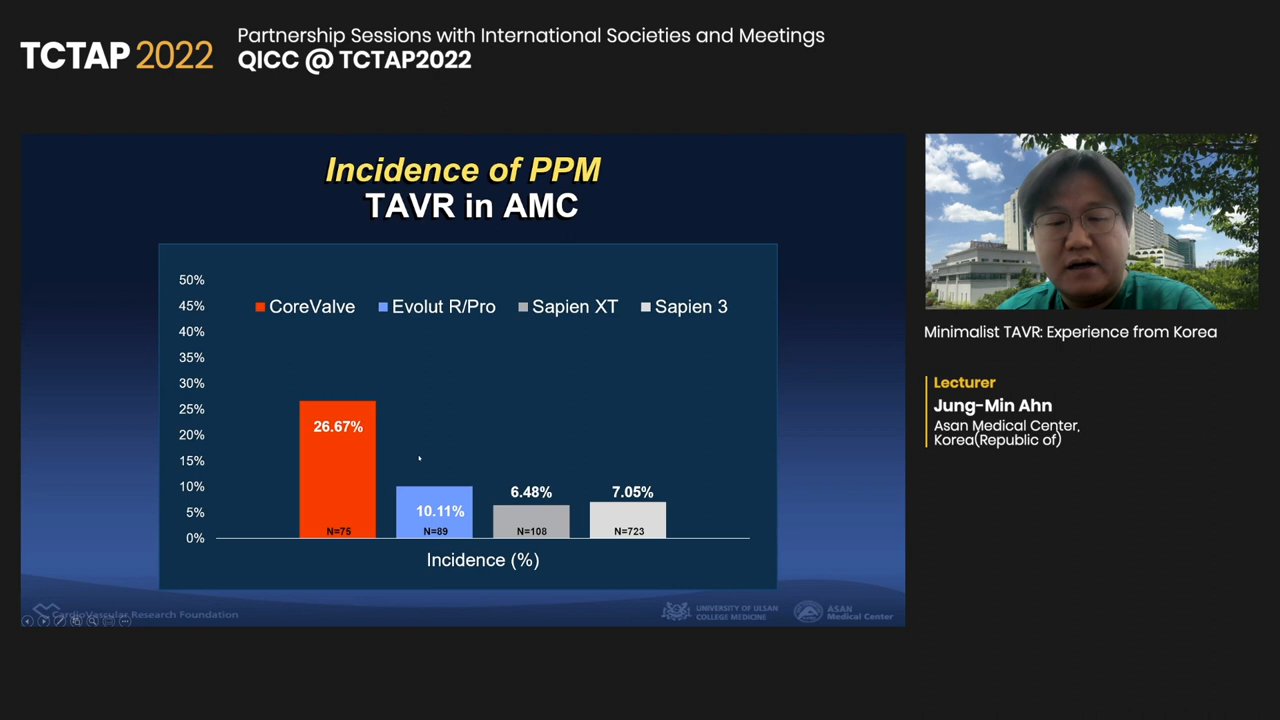 TCTAP 2022
Partnership Sessions with International Societies and Meetings
QICC @ TCTAP2022
Incidence of PPM
TAVR in AMC
50%
45%
40%
35%
30%
25%
20%
15%
10%
5%
0%
CoreValve
Evolut R/Pro
Sapien XT
Sapien 3
26.67%
10.11%
6.48%
7.05%
N=75
N=89
N=108
N=723
Incidence (%)
CardioVascular Research Foundation
UNIVERSITY OF ULSAN
COLLEGE MEDICINE
ASAN
Medical Center
Minimalist TAVR: Experience from Korea
Lecturer
Jung-Min Ahn
Asan Medical Center,
Korea(Republic of)